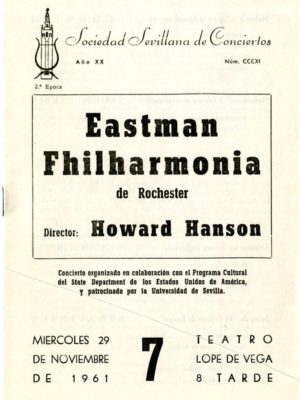 Sociedad Sevillana de Conciertos
Año XX
Núm. CCCXI
2.ª Epoca
Eastman
Fhilharmonia
de Rochester
Director: Howard Hanson
Concierto organizado en colaboración con el Programa Cultural
del State Department de los Estados Unidos de América,
y patrocinado por la Universidad de Sevilla.
MIERCOLES 29
DE NOVIEMBRE
DE 1961
7
TEATRO
LOPE DE VEGA
8 TARDE